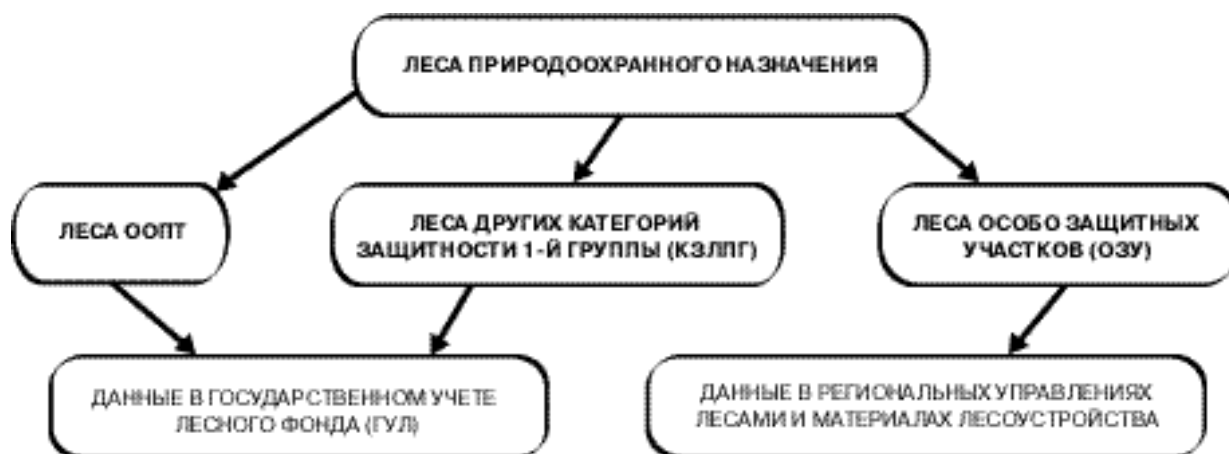 ЛЕСА ПРИРОДООХРАННОГО НАЗНАЧЕНИЯ
ЛЕСА ООПТ
ЛЕСА ДРУГИХ КАТЕГОРИЙ
ЗАЩИТНОСТИ 1-Й ГРУППЫ (КЗЛПГ)
ЛЕСА ОСОБО ЗАЩИТНЫХ
УЧАСТКОВ (ОЗУ)
ДАННЫЕ В ГОСУДАРСТВЕННОМ УЧЕТЕ
ЛЕСНОГО ФОНДА (ГУЛ)
ДАННЫЕ В РЕГИОНАЛЬНЫХ УПРАВЛЕНИЯХ
ЛЕСАМИ И МАТЕРИАЛАХ ЛЕСОУСТРОЙСТВА